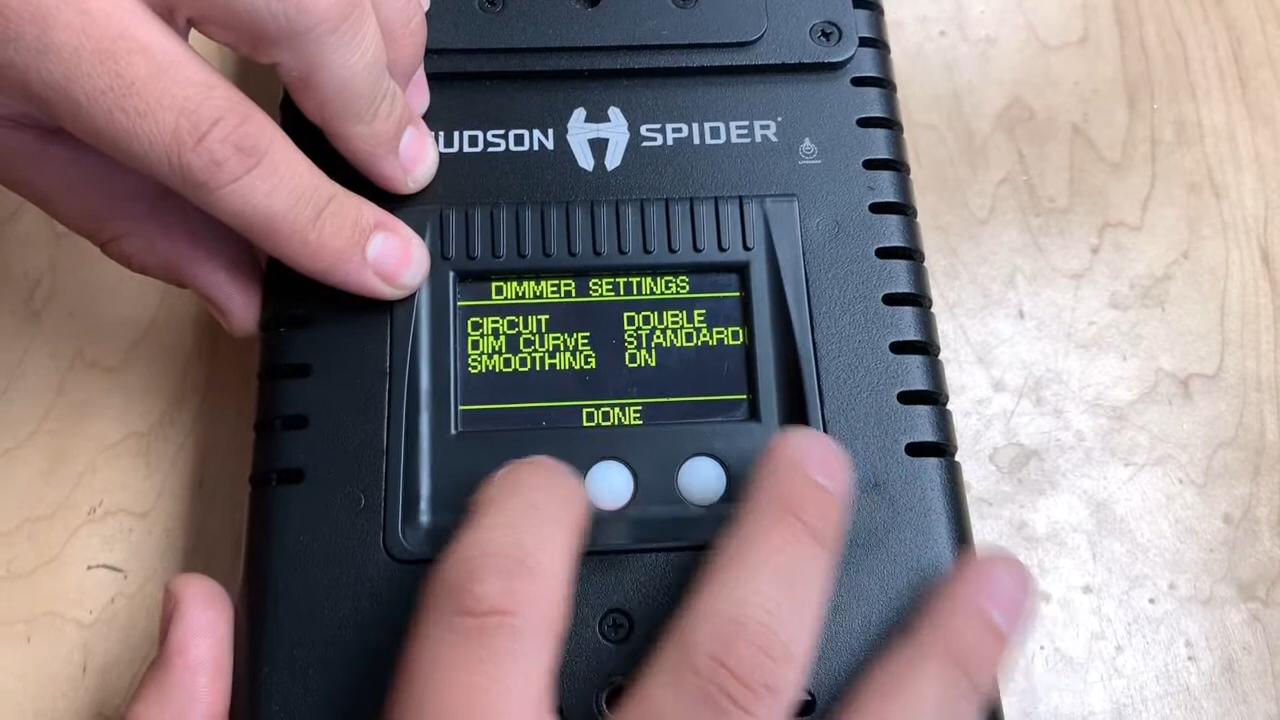 UDSON SPIDER
DIMMER SETTINGS
CIRCUIT DOUBLE
DIM CURVE STANDARD
SMOOTHING ON
DONE